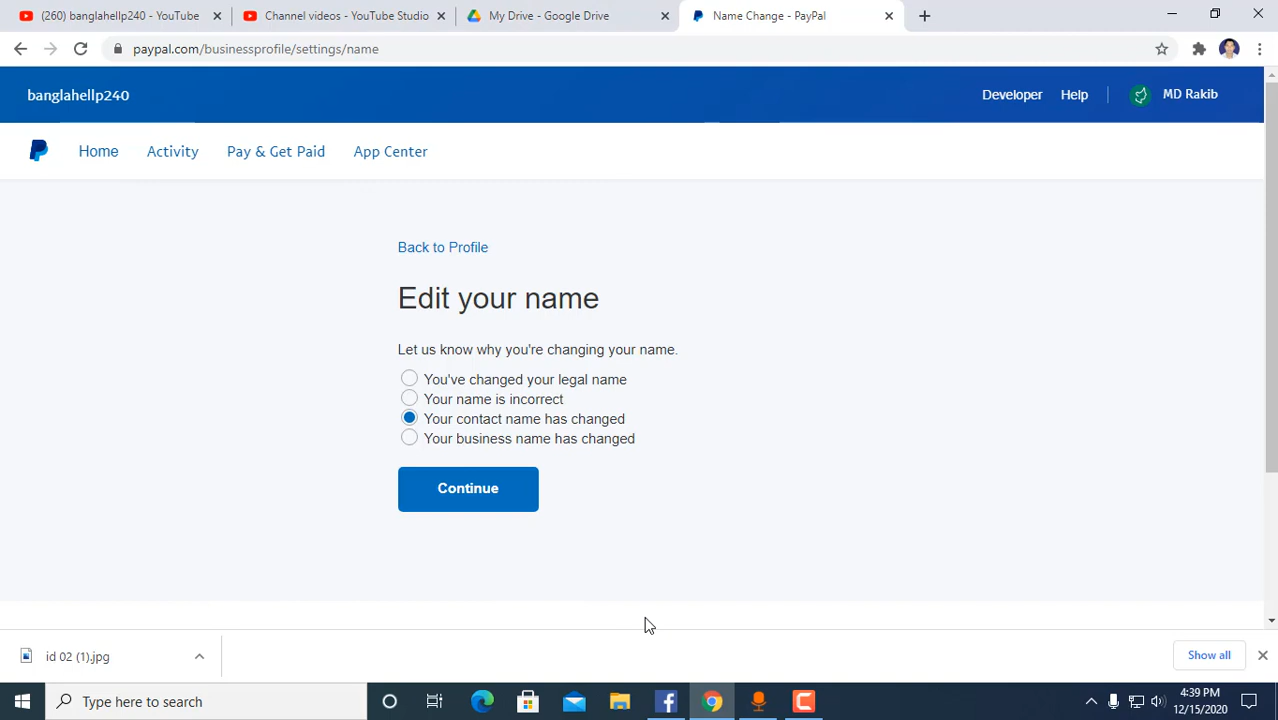 (260) banglahellp240 - YouTube
Channel videos - YouTube Studio
My Drive - Google Drive
Name Change - PayPal
paypal.com/businessprofile/settings/name
banglahellp240
Developer Help MD Rakib
Home Activity Pay & Get Paid App Center
Back to Profile
Edit your name
Let us know why you're changing your name.
You've changed your legal name
Your name is incorrect
Your contact name has changed
Your business name has changed
Continue
id 02 (1).jpg
Show all
Type here to search
4:39 PM
12/15/2020